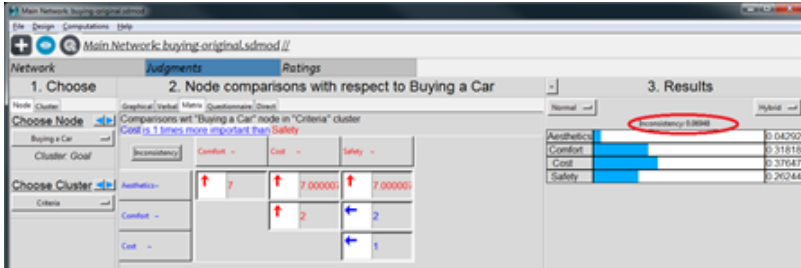 Main Network: buying-original.sdmod
File Design Computations Help
Main Network: buying-original.sdmod //
Network Judgments Ratings
1. Choose 2. Node comparisons with respect to Buying a Car - 3. Results
Node Cluster Graphical Verbal Matrix Questionnaire Direct Normal Hybrid
Choose Node Comparisons wrt "Buying a Car" node in "Criteria" cluster
Cost is 1 times more important than Safety
Inconsistency: 0.06948
Buying a Car
Cluster: Goal
Inconsistency Comfort ~ Cost ~ Safety ~
Aesthetics 0.04292
Comfort 0.31818
Cost 0.37647
Safety 0.26244
Choose Cluster
Criteria
Aesthetics~ 7 7.00000 7.00000
Comfort ~ 2 2
Cost ~ 1